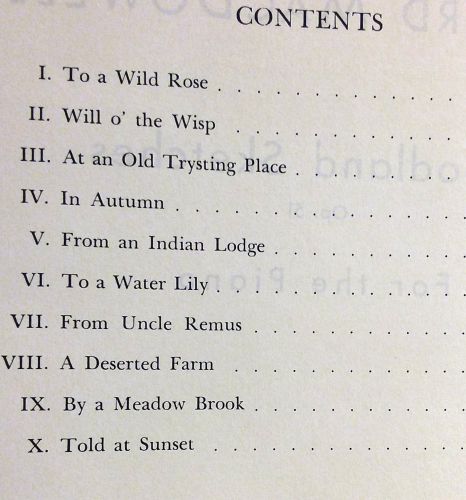 CONTENTS
I. To a Wild Rose . . . . . . . . . . . .
II. Will o' the Wisp . . . . . . . . . . .
III. At an Old Trysting Place . . . . . . . .
IV. In Autumn . . . . . . . . . . . . .
V. From an Indian Lodge . . . . . . . . .
VI. To a Water Lily . . . . . . . . . . . .
VII. From Uncle Remus . . . . . . . . . .
VIII. A Deserted Farm . . . . . . . . . .
IX. By a Meadow Brook . . . . . . . . . .
X. Told at Sunset . . . . . . . . . . . .